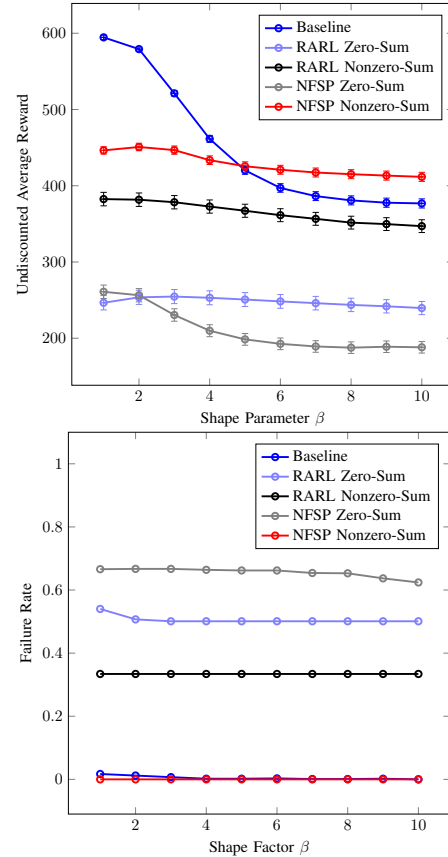 600
500
400
300
200
Undiscounted Average Reward
Baseline
RARL Zero-Sum
RARL Nonzero-Sum
NFSP Zero-Sum
NFSP Nonzero-Sum
2 4 6 8 10
Shape Parameter β
1
0.8
0.6
0.4
0.2
0
Failure Rate
Baseline
RARL Zero-Sum
RARL Nonzero-Sum
NFSP Zero-Sum
NFSP Nonzero-Sum
2 4 6 8 10
Shape Factor β